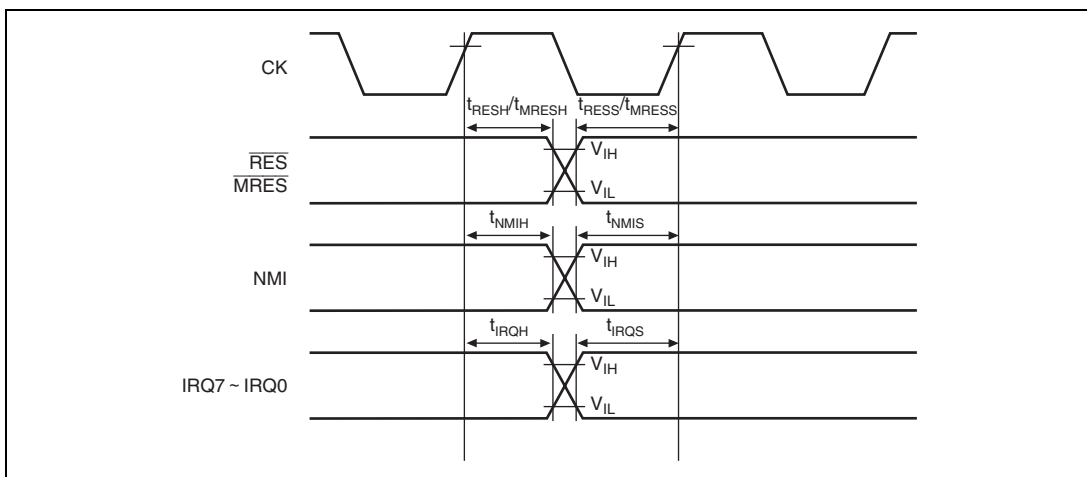 CK
tRESH/tMRESH tRESS/tMRESS
RES
MRES
VIH
VIL
tNMIH tNMIS
NMI
VIH
VIL
tIRQH tIRQS
IRQ7 ~ IRQ0
VIH
VIL